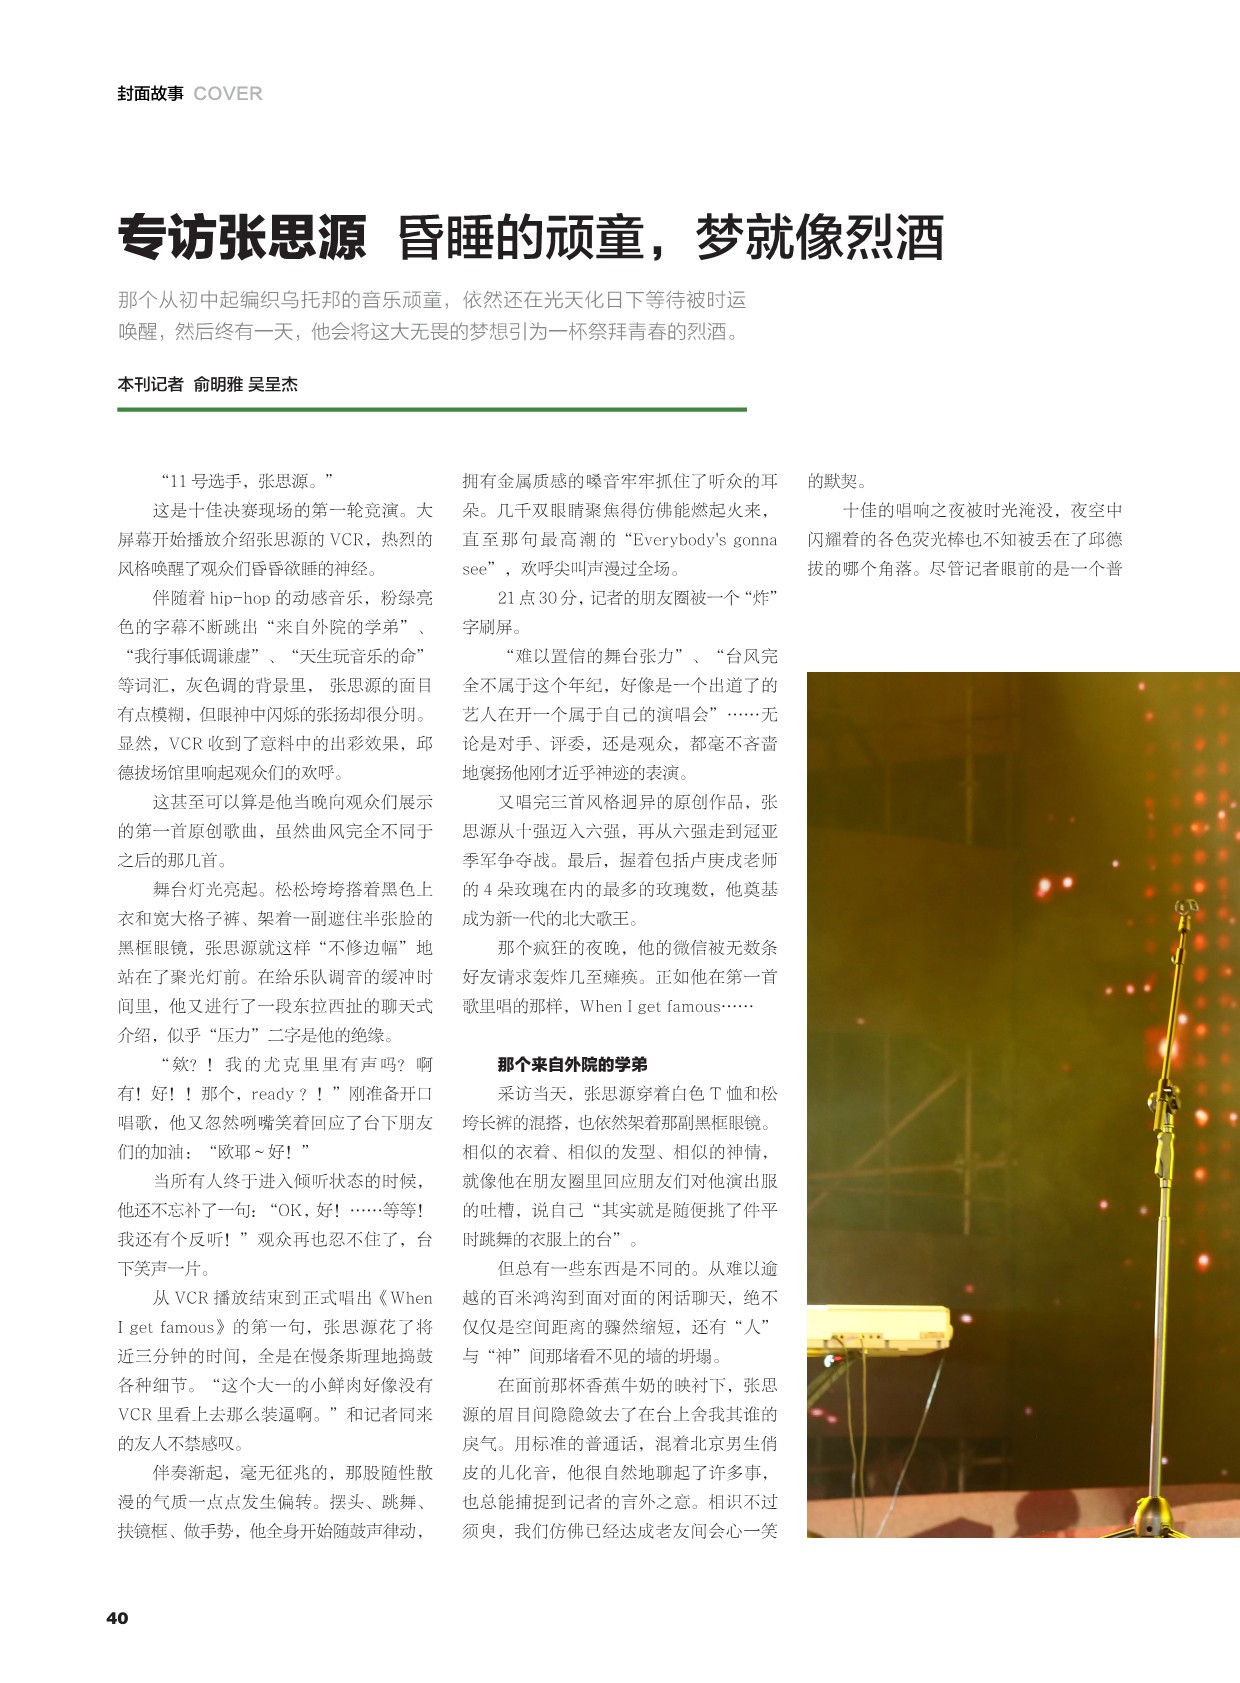 封面故事 COVER
专访张思源 昏睡的顽童，梦就像烈酒
那个从初中起编织乌托邦的音乐顽童，依然还在光天化日下等待被时运
唤醒，然后终有一天，他会将这大无畏的梦想引为一杯祭拜青春的烈酒。
本刊记者 俞明雅 吴呈杰
“11 号选手，张思源。”
这是十佳决赛现场的第一轮竞演。大
屏幕开始播放介绍张思源的 VCR，热烈的
风格唤醒了观众们昏昏欲睡的神经。
伴随着 hip-hop 的动感音乐，粉绿亮
色的字幕不断跳出“来自外院的学弟”、
“我行事低调谦虚”、“天生玩音乐的命”
等词汇，灰色调的背景里， 张思源的面目
有点模糊，但眼神中闪烁的张扬却很分明。
显然，VCR 收到了意料中的出彩效果，邱
德拔场馆里响起观众们的欢呼。
这甚至可以算是他当晚向观众们展示
的第一首原创歌曲，虽然曲风完全不同于
之后的那几首。
舞台灯光亮起。松松垮垮搭着黑色上
衣和宽大格子裤、架着一副遮住半张脸的
黑框眼镜，张思源就这样“不修边幅”地
站在了聚光灯前。在给乐队调音的缓冲时
间里，他又进行了一段东拉西扯的聊天式
介绍，似乎“压力”二字是他的绝缘。
“欸？！我的尤克里里有声吗？啊
有！好！！那个，ready？！”刚准备开口
唱歌，他又忽然咧嘴笑着回应了台下朋友
们的加油：“欧耶～好！”
当所有人终于进入倾听状态的时候，
他还不忘补了一句：“OK，好！……等等！
我还有个反听！”观众再也忍不住了，台
下笑声一片。
从 VCR 播放结束到正式唱出《When
I get famous》的第一句，张思源花了将
近三分钟的时间，全是在慢条斯理地捣鼓
各种细节。“这个大一的小鲜肉好像没有
VCR 里看上去那么装逼啊。”和记者同来
的友人不禁感叹。
伴奏渐起，毫无征兆的，那股随性散
漫的气质一点点发生偏转。摆头、跳舞、
扶镜框、做手势，他全身开始随鼓声律动，
拥有金属质感的嗓音牢牢抓住了听众的耳
朵。几千双眼睛聚焦得仿佛能燃起火来，
直至那句最高潮的“Everybody's gonna
see”，欢呼尖叫声漫过全场。
21 点 30 分，记者的朋友圈被一个“炸”
字刷屏。
“难以置信的舞台张力”、“台风完
全不属于这个年纪，好像是一个出道了的
艺人在开一个属于自己的演唱会”……无
论是对手、评委，还是观众，都毫不吝啬
地褒扬他刚才近乎神迹的表演。
又唱完三首风格迥异的原创作品，张
思源从十强迈入六强，再从六强走到冠亚
季军争夺战。最后，握着包括卢庚戌老师
的 4 朵玫瑰在内的最多的玫瑰数，他奠基
成为新一代的北大歌王。
那个疯狂的夜晚，他的微信被无数条
好友请求轰炸几至瘫痪。正如他在第一首
歌里唱的那样，When I get famous……
那个来自外院的学弟
采访当天，张思源穿着白色 T 恤和松
垮长裤的混搭，也依然架着那副黑框眼镜。
相似的衣着、相似的发型、相似的神情，
就像他在朋友圈里回应朋友们对他演出服
的吐槽，说自己“其实就是随便挑了件平
时跳舞的衣服上的台”。
但总有一些东西是不同的。从难以逾
越的百米鸿沟到面对面的闲话聊天，绝不
仅仅是空间距离的骤然缩短，还有“人”
与“神”间那堵看不见的墙的坍塌。
在面前那杯香蕉牛奶的映衬下，张思
源的眉目间隐隐敛去了在台上舍我其谁的
戾气。用标准的普通话，混着北京男生俏
皮的儿化音，他很自然地聊起了许多事，
也总能捕捉到记者的言外之意。相识不过
须臾，我们仿佛已经达成老友间会心一笑
的默契。
十佳的唱响之夜被时光淹没，夜空中
闪耀着的各色荧光棒也不知被丢在了邱德
拔的哪个角落。尽管记者眼前的是一个普
40